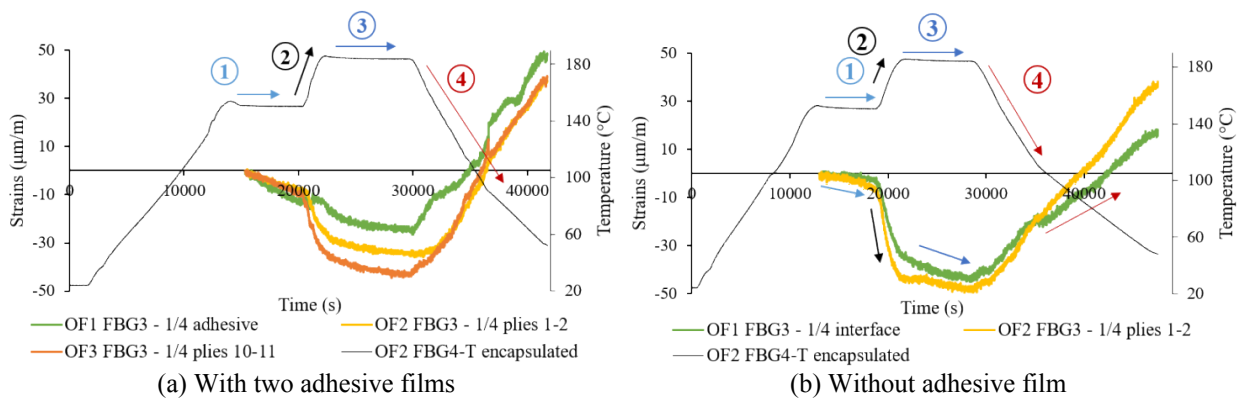 ① ② ③ ④
50
30
10
-10
-30
-50
Strains (µm/m)
0 10000 20000 30000 40000
Time (s)
180
140
100
60
20
Temperature (°C)
OF1 FBG3 - 1/4 adhesive
OF2 FBG3 - 1/4 plies 1-2
OF3 FBG3 - 1/4 plies 10-11
OF2 FBG4-T encapsulated
(a) With two adhesive films
① ② ③ ④
50
30
10
-10
-30
-50
Strains (µm/m)
0 10000 20000 30000 40000
Time (s)
180
140
100
60
20
Temperature (°C)
OF1 FBG3 - 1/4 interface
OF2 FBG3 - 1/4 plies 1-2
OF2 FBG4-T encapsulated
(b) Without adhesive film